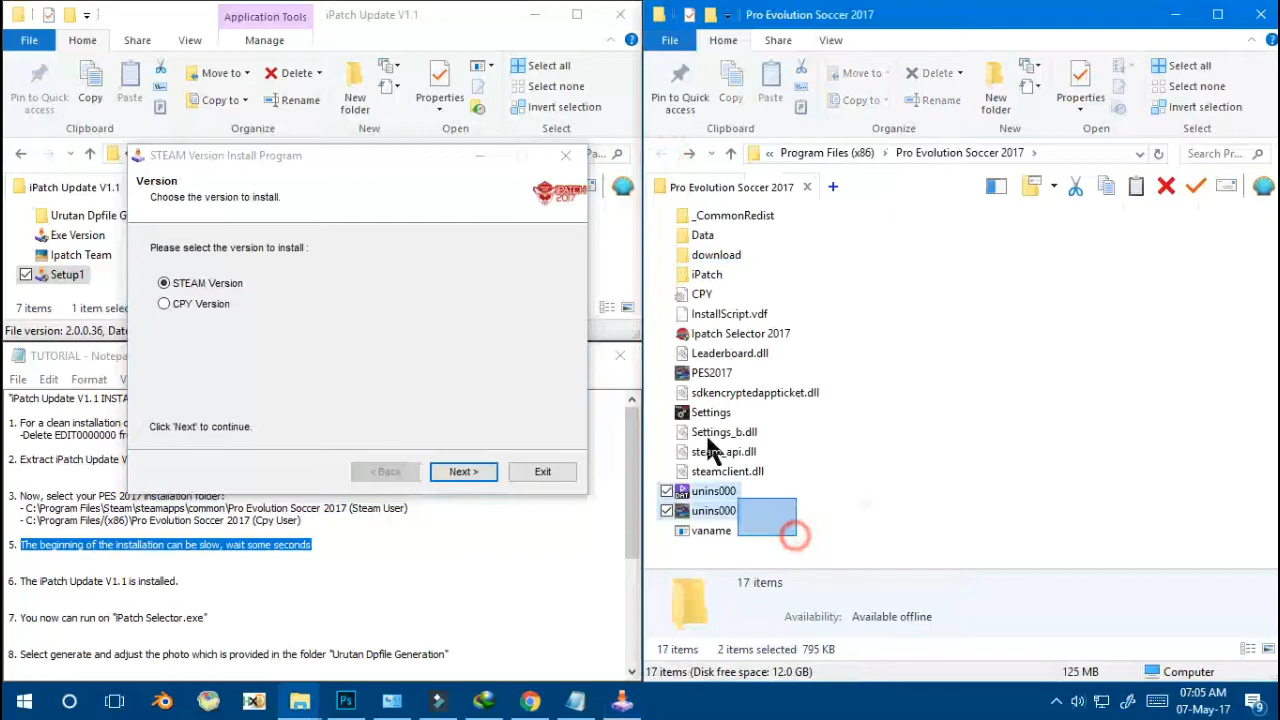 Application Tools
iPatch Update V1.1
File
Home
Share
View
Manage
Pin to Quick access
Copy
Paste
Move to
Copy to
Delete
Rename
New folder
Properties
Select all
Select none
Invert selection
Clipboard
Organize
New
Open
Select
iPatch Update V1.1
Urutan Dpfile G
Exe Version
Ipatch Team
Setup1
7 items
1 item selec
File version: 2.0.0.36, Dat
STEAM Version Install Program
Version
Choose the version to install.
PATCH 2017
Please select the version to install :
STEAM Version
CPY Version
Click 'Next' to continue.
< Back
Next >
Exit
TUTORIAL - Notepa
File
Edit
Format
V
"iPatch Update V1.1 INSTA
1. For a clean installation o
-Delete EDIT0000000 fr
2. Extract iPatch Update V
3. Now, select your PES 2017 installation folder:
- C:\Program Files\Steam\steamapps\common\Pro Evolution Soccer 2017 (Steam User)
- C:\Program Files/(x86)\Pro Evolution Soccer 2017 (Cpy User)
5. The beginning of the installation can be slow, wait some seconds
6. The iPatch Update V1.1 is installed.
7. You now can run on "iPatch Selector.exe"
8. Select generate and adjust the photo which is provided in the folder "Urutan Dpfile Generation"
Pro Evolution Soccer 2017
File
Home
Share
View
Pin to Quick access
Copy
Paste
Move to
Copy to
Delete
Rename
New folder
Properties
Select all
Select none
Invert selection
Clipboard
Organize
New
Open
Select
« Program Files (x86) › Pro Evolution Soccer 2017 ›
Search Pr...
Pro Evolution Soccer 2017
_CommonRedist
Data
download
iPatch
CPY
InstallScript.vdf
Ipatch Selector 2017
Leaderboard.dll
PES2017
sdkencryptedappticket.dll
Settings
Settings_b.dll
steam_api.dll
steamclient.dll
unins000
unins000
vaname
17 items
Availability: Available offline
17 items
2 items selected 795 KB
17 items (Disk free space: 12.0 GB)
125 MB
Computer
07:05 AM
07-May-17
9